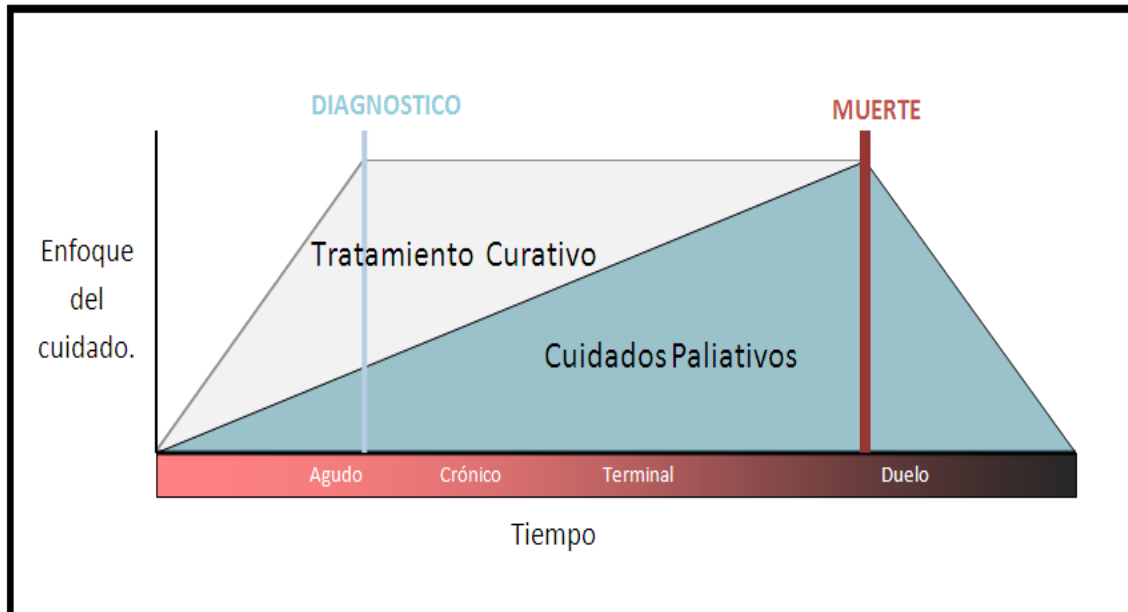 DIAGNOSTICO
MUERTE
Enfoque
del
cuidado.
Tratamiento Curativo
Cuidados Paliativos
Agudo
Crónico
Terminal
Duelo
Tiempo